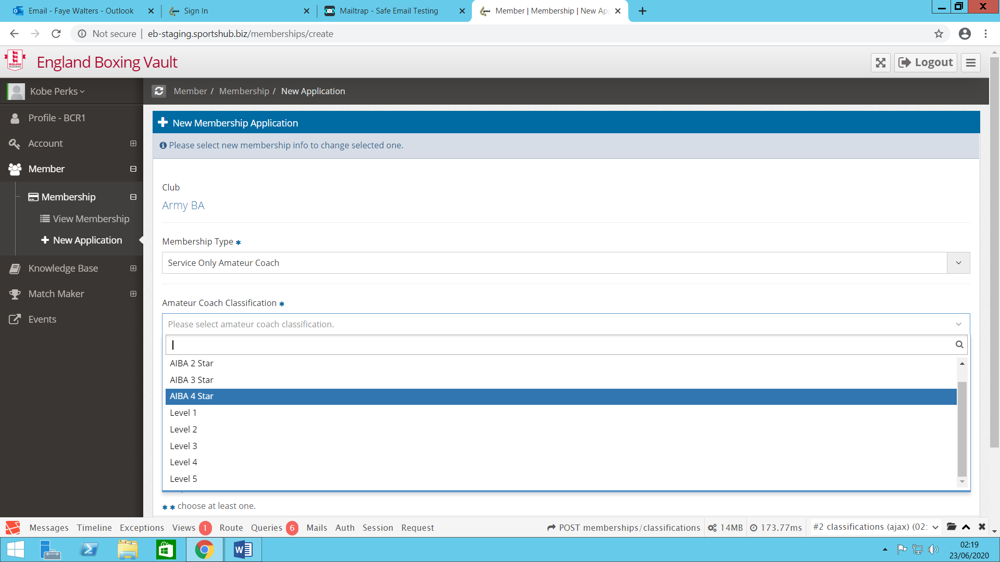 Email - Faye Walters - Outlook
Sign In
Mailtrap - Safe Email Testing
Member | Membership | New Ap
Not secure | eb-staging.sportshub.biz/memberships/create
ENGLAND BOXING
England Boxing Vault
Logout
Kobe Perks
Member / Membership / New Application
Profile - BCR1
Account
Member
Membership
View Membership
New Application
Knowledge Base
Match Maker
Events
New Membership Application
Please select new membership info to change selected one.
Club
Army BA
Membership Type *
Service Only Amateur Coach
Amateur Coach Classification *
Please select amateur coach classification.
AIBA 2 Star
AIBA 3 Star
AIBA 4 Star
Level 1
Level 2
Level 3
Level 4
Level 5
* * choose at least one.
Messages Timeline Exceptions Views 1 Route Queries 6 Mails Auth Session Request POST memberships/classifications 14MB 173.77ms #2 classifications (ajax) (02:
02:19
23/06/2020